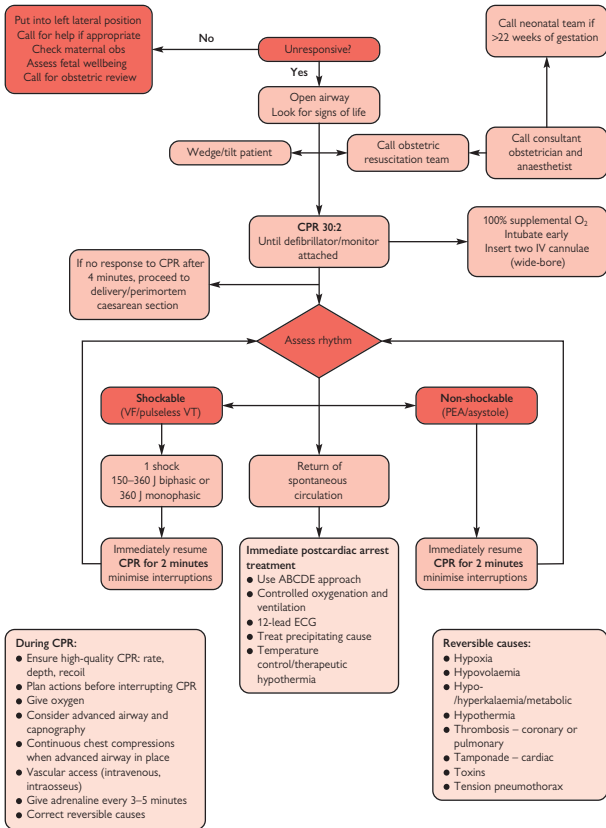 Put into left lateral position
Call for help if appropriate
Check maternal obs
Assess fetal wellbeing
Call for obstetric review
No
Unresponsive?
Call neonatal team if
>22 weeks of gestation
Yes
Open airway
Look for signs of life
Wedge/tilt patient
Call obstetric
resuscitation team
Call consultant
obstetrician and
anaesthetist
CPR 30:2
Until defibrillator/monitor
attached
100% supplemental O₂
Intubate early
Insert two IV cannulae
(wide-bore)
If no response to CPR after
4 minutes, proceed to
delivery/perimortem
caesarean section
Assess rhythm
Shockable
(VF/pulseless VT)
Non-shockable
(PEA/asystole)
1 shock
150–360 J biphasic or
360 J monophasic
Return of
spontaneous
circulation
Immediately resume
CPR for 2 minutes
minimise interruptions
Immediate postcardiac arrest
treatment
● Use ABCDE approach
● Controlled oxygenation and
ventilation
● 12-lead ECG
● Treat precipitating cause
● Temperature
control/therapeutic
hypothermia
Immediately resume
CPR for 2 minutes
minimise interruptions
During CPR:
● Ensure high-quality CPR: rate,
depth, recoil
● Plan actions before interrupting CPR
● Give oxygen
● Consider advanced airway and
capnography
● Continuous chest compressions
when advanced airway in place
● Vascular access (intravenous,
intraosseus)
● Give adrenaline every 3–5 minutes
● Correct reversible causes
Reversible causes:
● Hypoxia
● Hypovolaemia
● Hypo-
/hyperkalaemia/metabolic
● Hypothermia
● Thrombosis – coronary or
pulmonary
● Tamponade – cardiac
● Toxins
● Tension pneumothorax